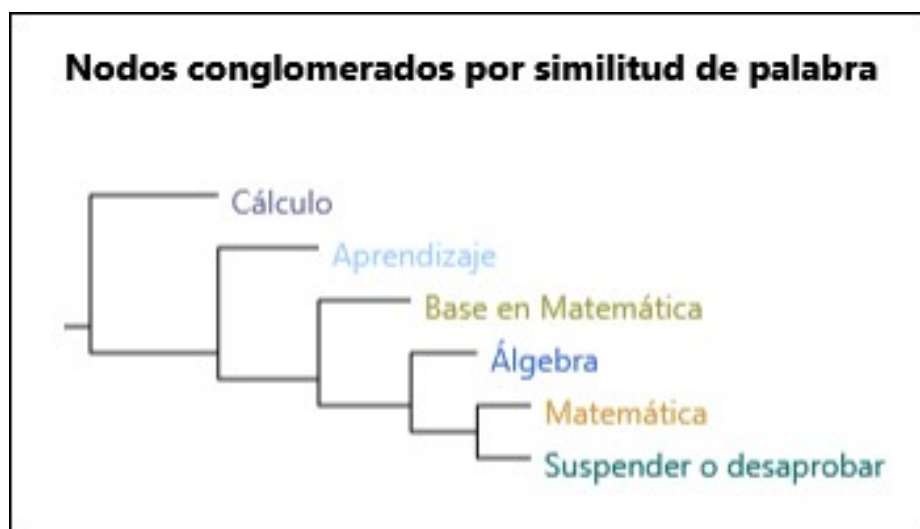 Nodos conglomerados por similitud de palabra
Cálculo
Aprendizaje
Base en Matemática
Álgebra
Matemática
Suspender o desaprobar